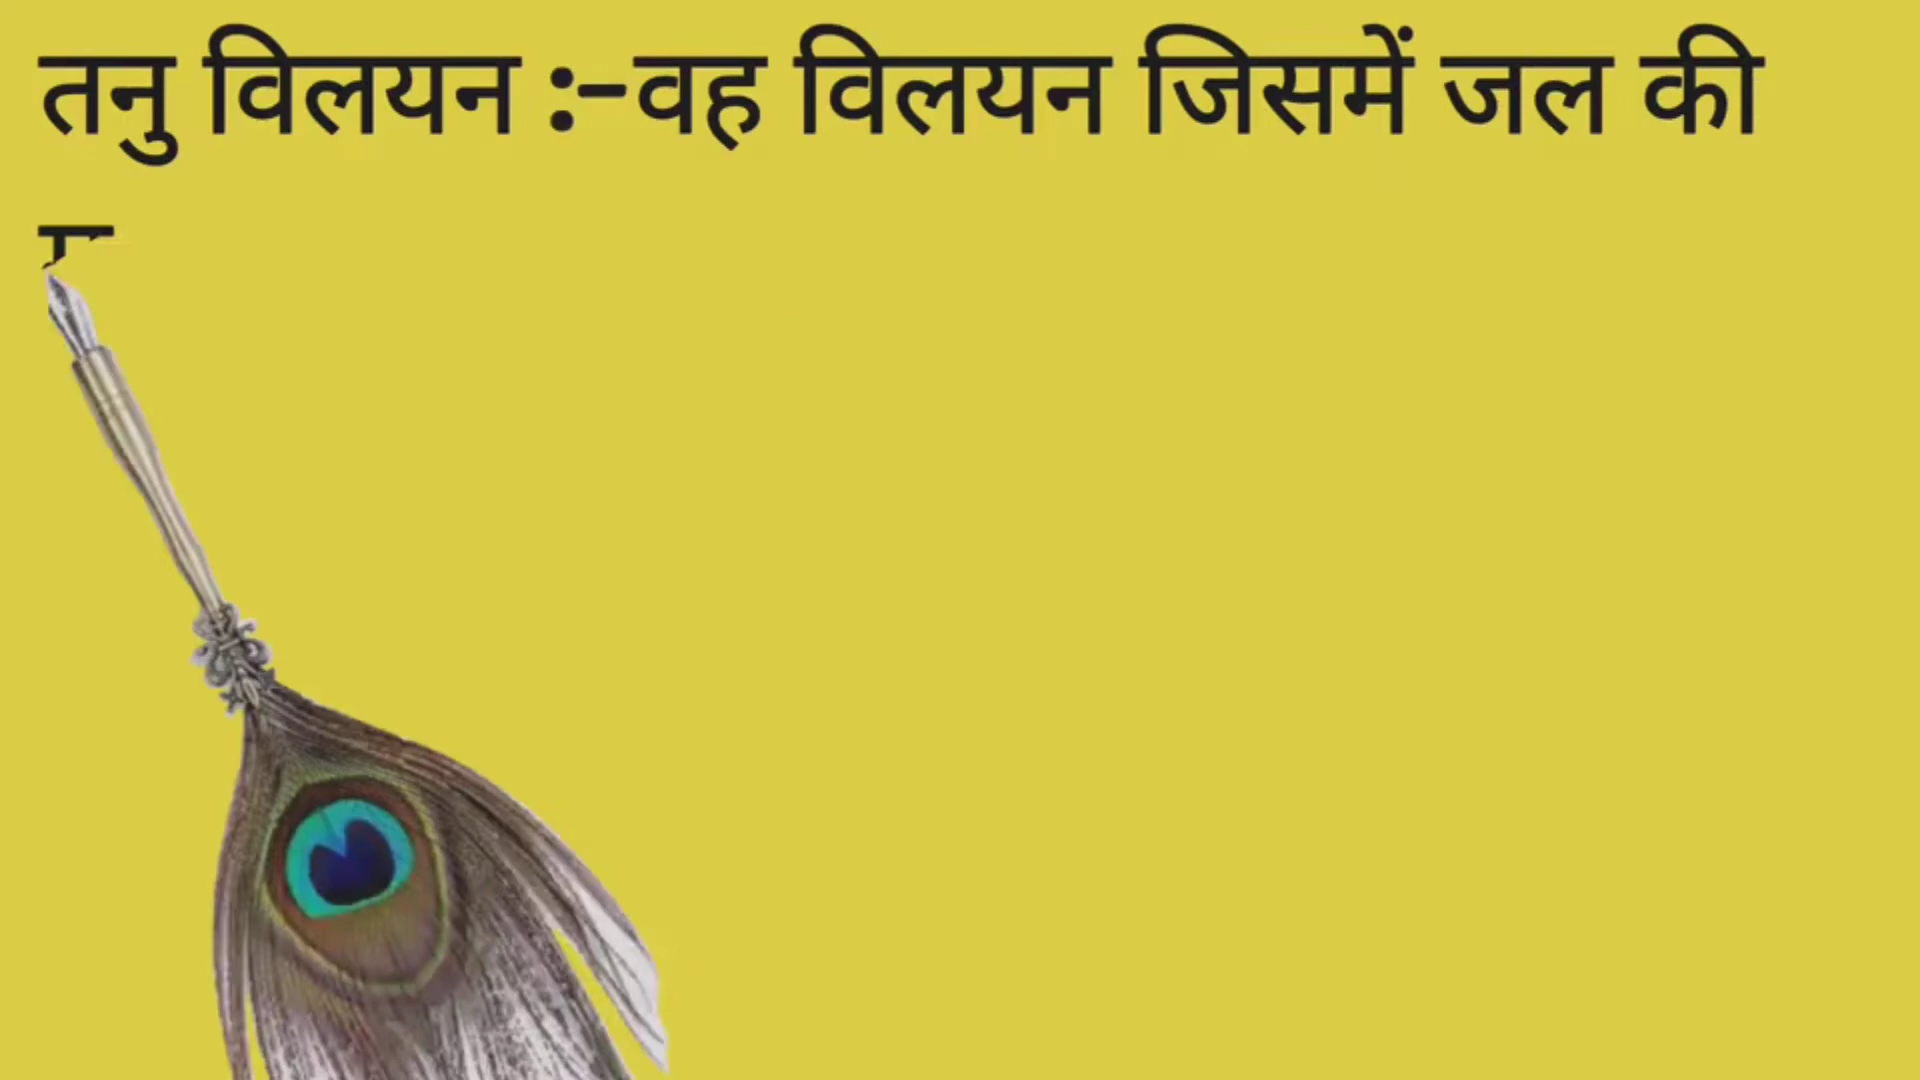 तनु विलयन :-वह विलयन जिसमें जल की